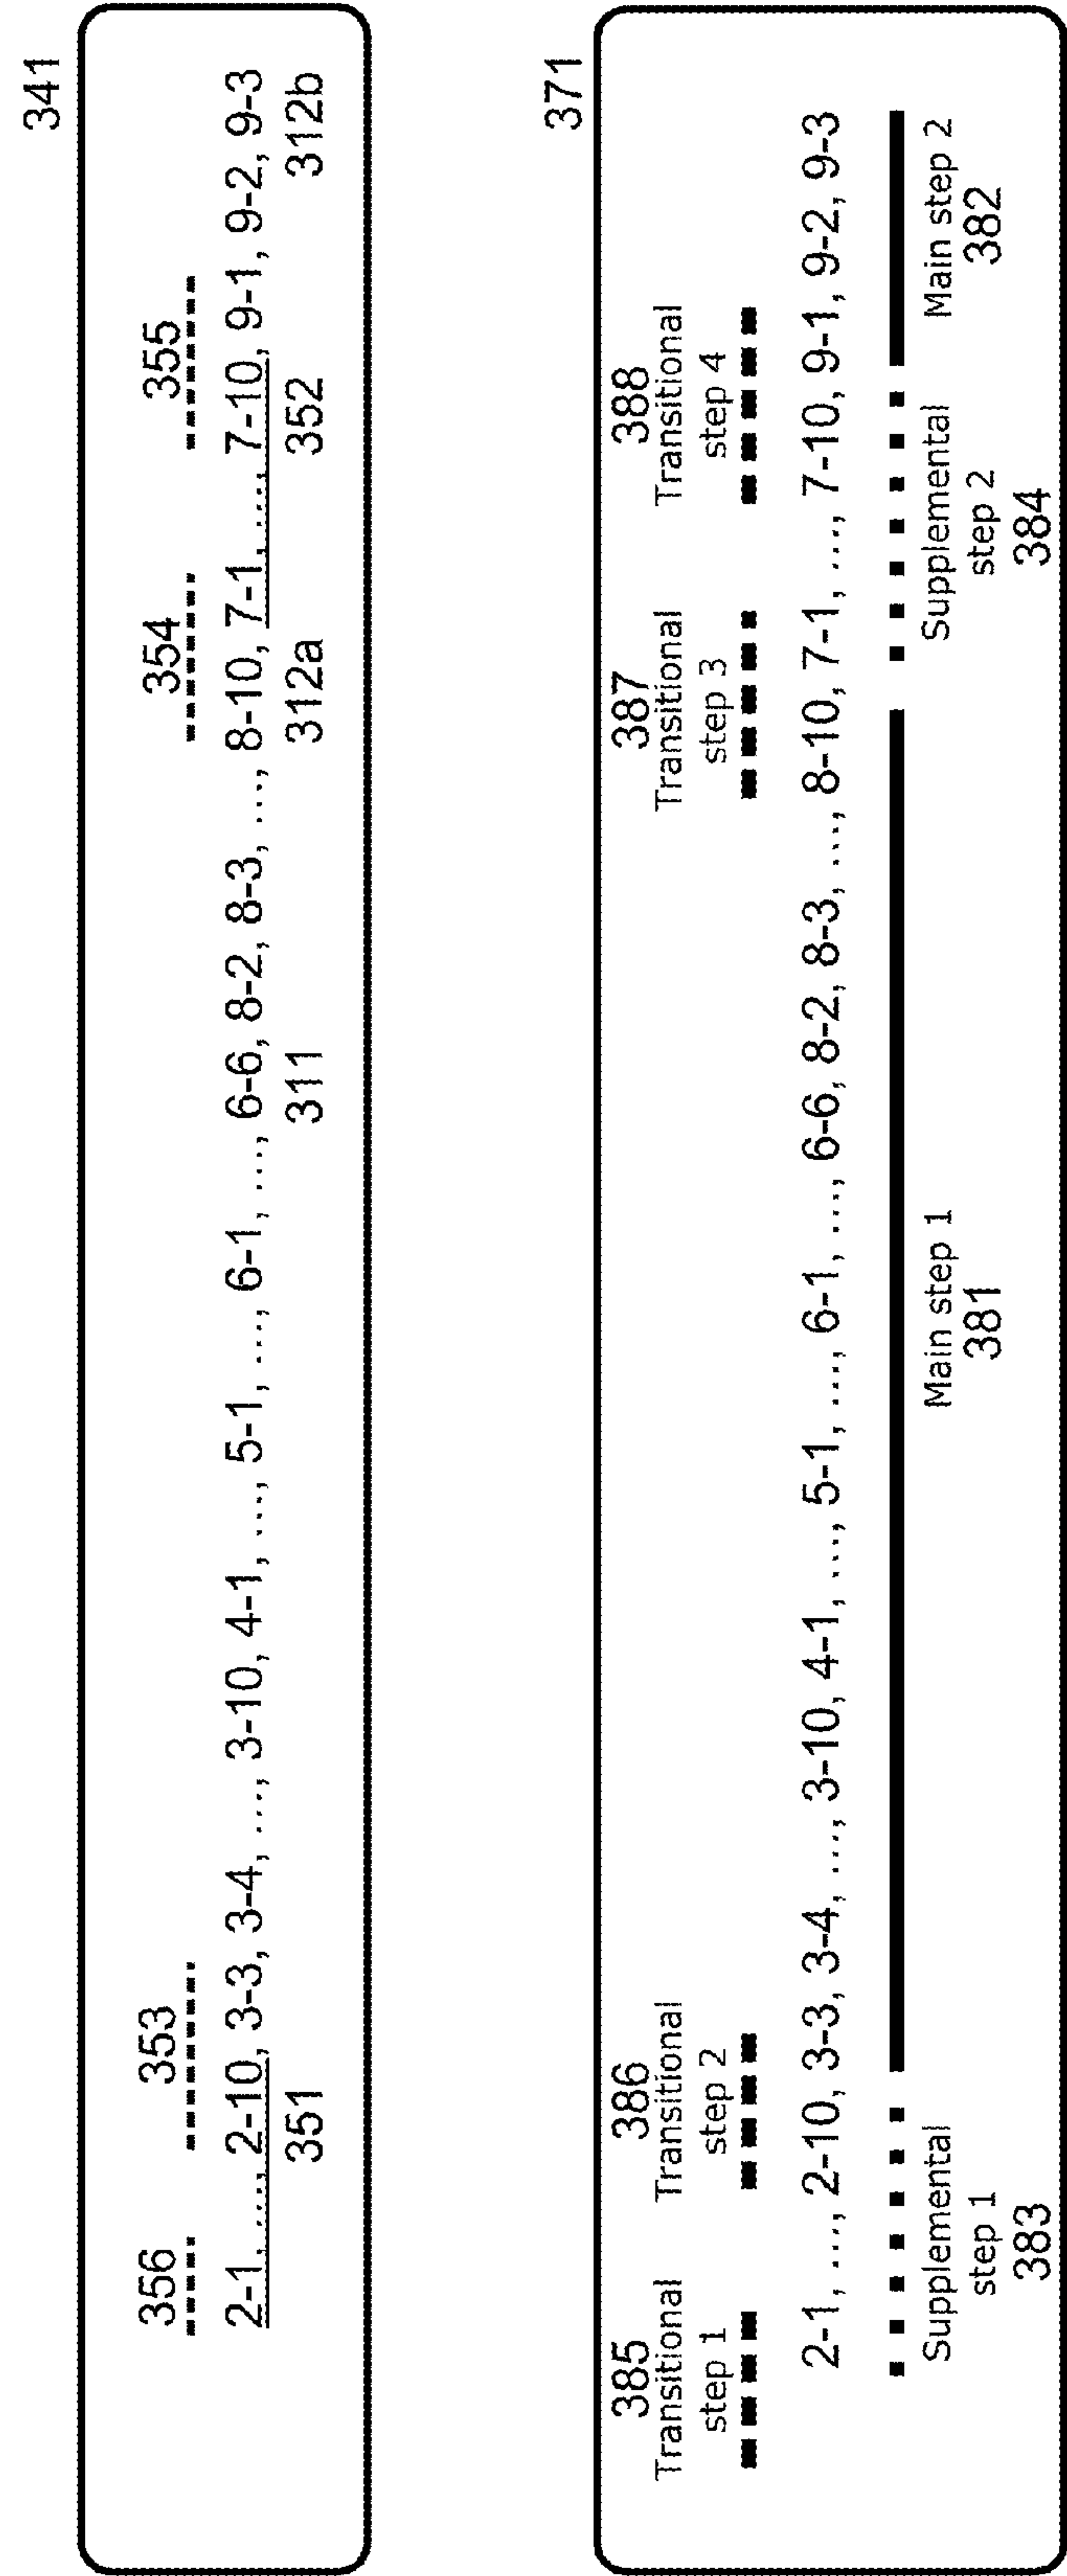 341
356 353 354 355
2-1, ..., 2-10, 3-3, 3-4, ..., 3-10, 4-1, ..., 5-1, ..., 6-1, ..., 6-6, 8-2, 8-3, ..., 8-10, 7-1, ..., 7-10, 9-1, 9-2, 9-3
351 311 312a 352 312b
371
385 386 387 388
Transitional Transitional Transitional Transitional
step 1 step 2 step 3 step 4
2-1, ..., 2-10, 3-3, 3-4, ..., 3-10, 4-1, ..., 5-1, ..., 6-1, ..., 6-6, 8-2, 8-3, ..., 8-10, 7-1, ..., 7-10, 9-1, 9-2, 9-3
Supplemental Main step 1 Supplemental Main step 2
step 1 381 step 2 382
383 384